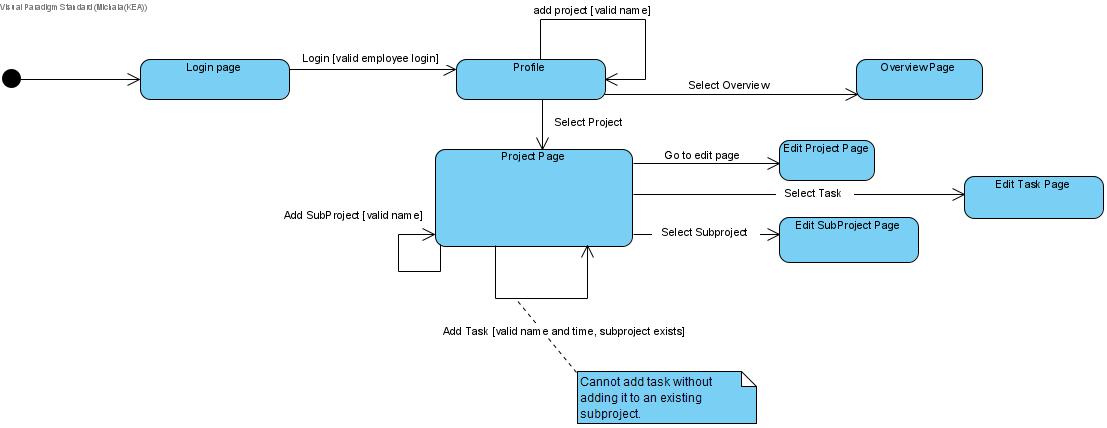 Visual Paradigm Standard (Michala(KEA))
add project [valid name]
Login page
Login [valid employee login]
Profile
Overview Page
Select Overview
Select Project
Project Page
Go to edit page
Edit Project Page
Select Task
Edit Task Page
Add SubProject [valid name]
Select Subproject
Edit SubProject Page
Add Task [valid name and time, subproject exists]
Cannot add task without
adding it to an existing
subproject.